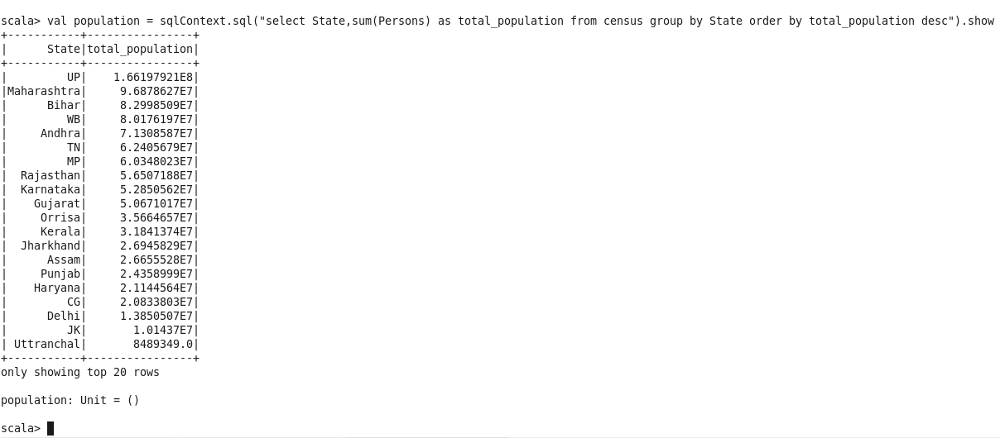 scala> val population = sqlContext.sql("select State,sum(Persons) as total_population from census group by State order by total_population desc").show
+-----------+----------------+
|      State|total_population|
+-----------+----------------+
|         UP|    1.66197921E8|
|Maharashtra|     9.6878627E7|
|      Bihar|     8.2998509E7|
|         WB|     8.0176197E7|
|     Andhra|     7.1308587E7|
|         TN|     6.2405679E7|
|         MP|     6.0348023E7|
|  Rajasthan|     5.6507188E7|
|  Karnataka|     5.2850562E7|
|    Gujarat|     5.0671017E7|
|     Orrisa|     3.5664657E7|
|     Kerala|     3.1841374E7|
|  Jharkhand|     2.6945829E7|
|      Assam|     2.6655528E7|
|     Punjab|     2.4358999E7|
|    Haryana|     2.1144564E7|
|         CG|     2.0833803E7|
|      Delhi|     1.3850507E7|
|         JK|       1.01437E7|
| Uttranchal|       8489349.0|
+-----------+----------------+
only showing top 20 rows
population: Unit = ()
scala>